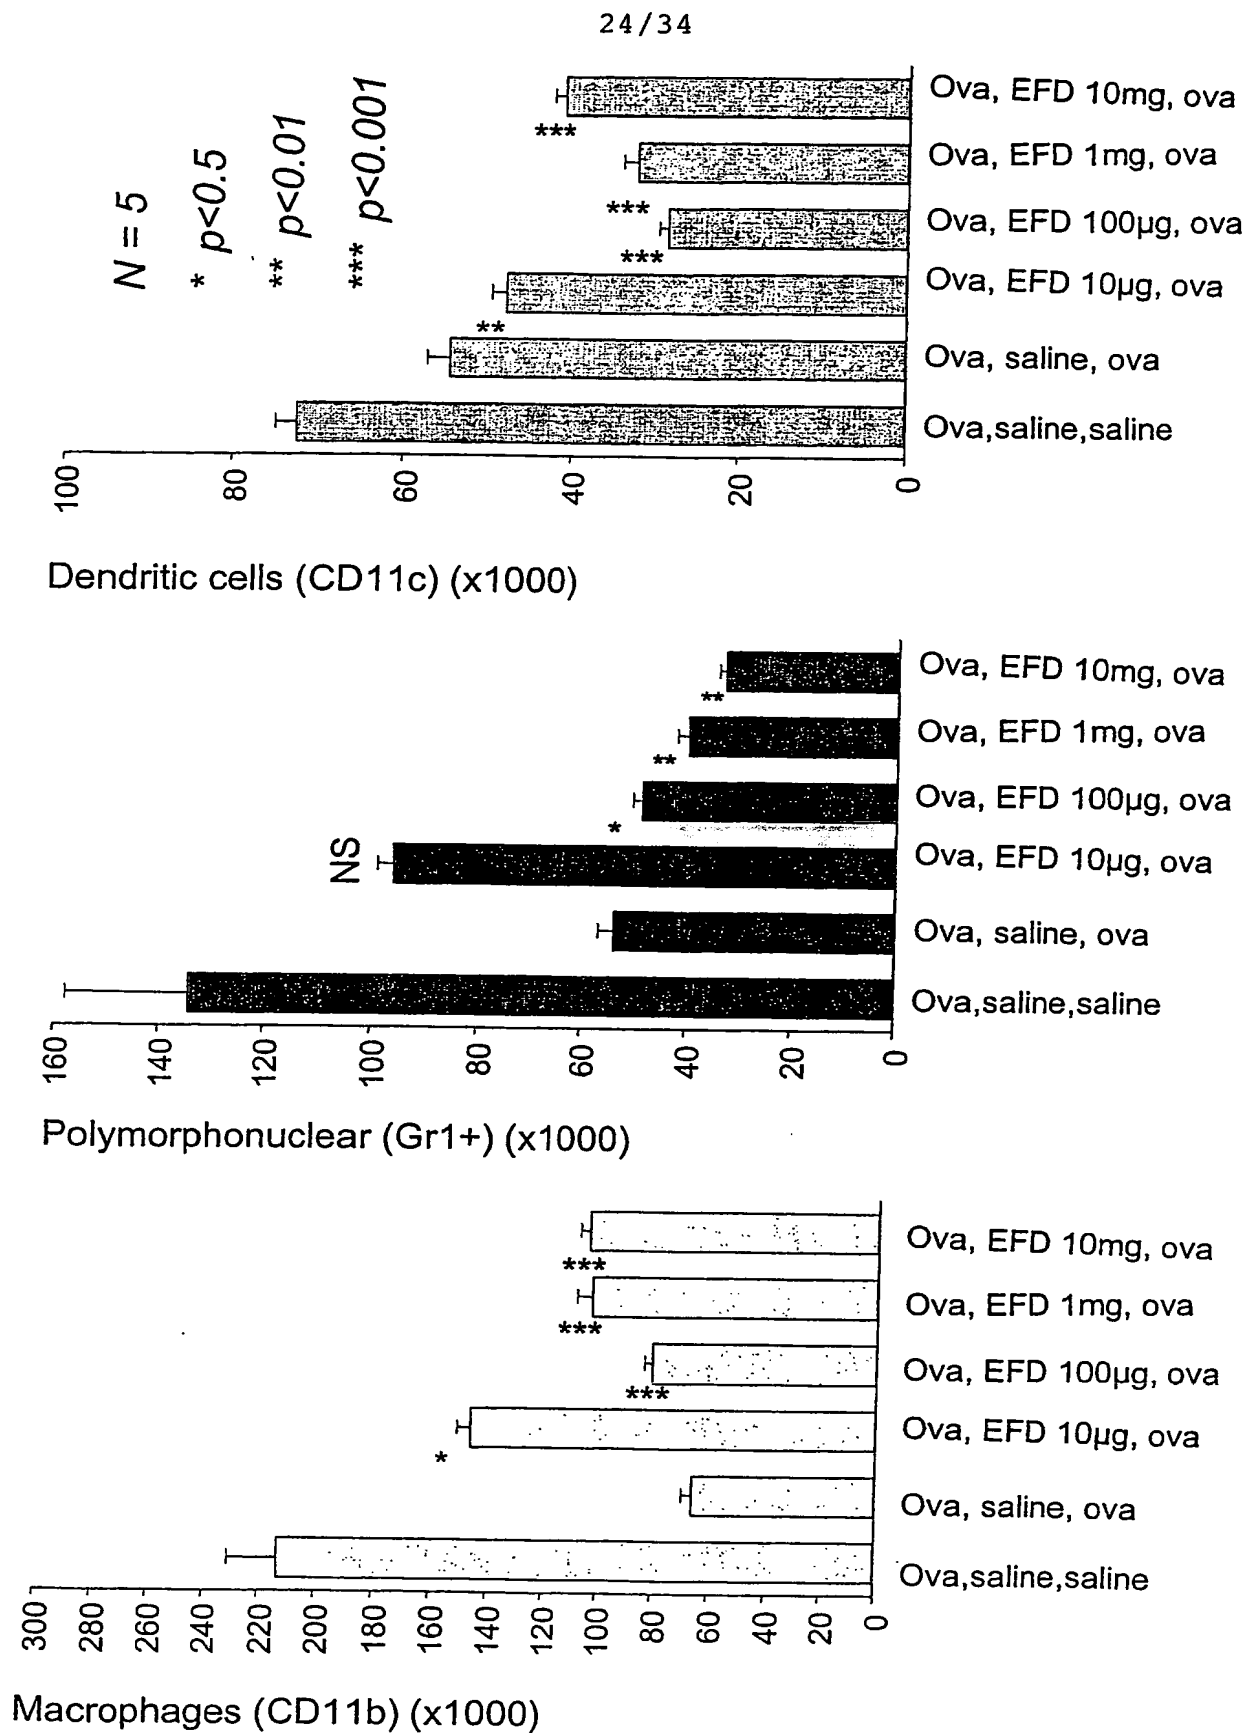 24/34
N = 5
* p<0.5
** p<0.01
*** p<0.001
Ova, EFD 10mg, ova
***
Ova, EFD 1mg, ova
***
Ova, EFD 100µg, ova
***
Ova, EFD 10µg, ova
**
Ova, saline, ova
Ova,saline,saline
100
80
60
40
20
0
Dendritic cells (CD11c) (x1000)
Ova, EFD 10mg, ova
**
Ova, EFD 1mg, ova
**
Ova, EFD 100µg, ova
*
NS
Ova, EFD 10µg, ova
Ova, saline, ova
Ova,saline,saline
160
140
120
100
80
60
40
20
0
Polymorphonuclear (Gr1+) (x1000)
Ova, EFD 10mg, ova
***
Ova, EFD 1mg, ova
***
Ova, EFD 100µg, ova
***
Ova, EFD 10µg, ova
*
Ova, saline, ova
Ova,saline,saline
300
280
260
240
220
200
120
100
80
60
40
20
0
Macrophages (CD11b) (x1000)